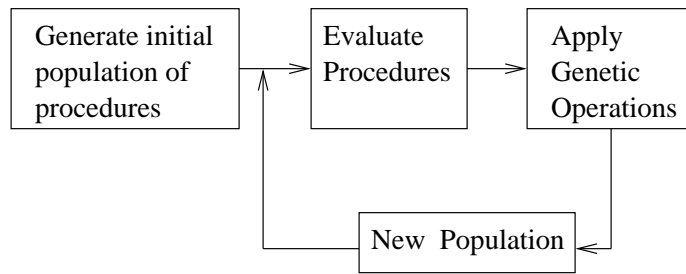 Generate initial
population of
procedures
Evaluate
Procedures
Apply
Genetic
Operations
New Population